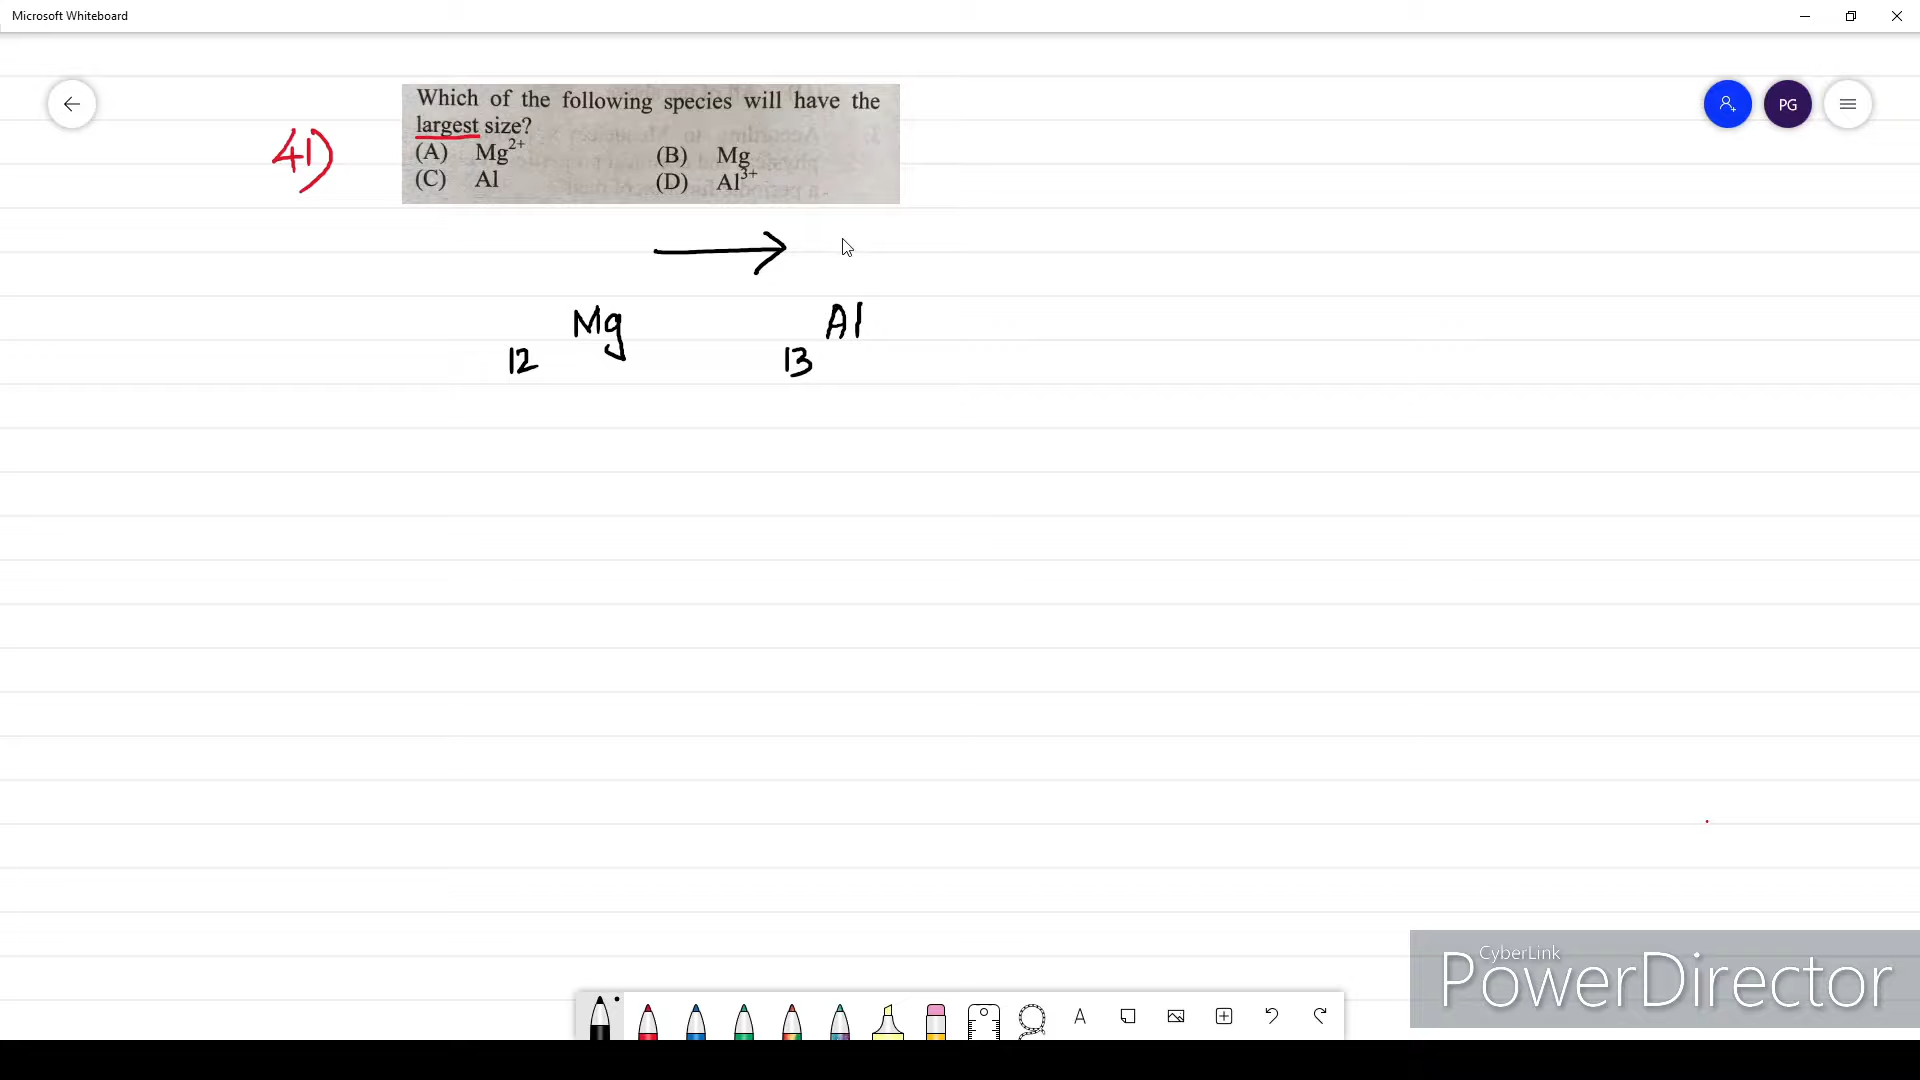 Microsoft Whiteboard
PG
41)
Which of the following species will have the
largest size?
(A) Mg²⁺ (B) Mg
(C) Al (D) Al³⁺
Mg Al
12 13
CyberLink
PowerDirector
A